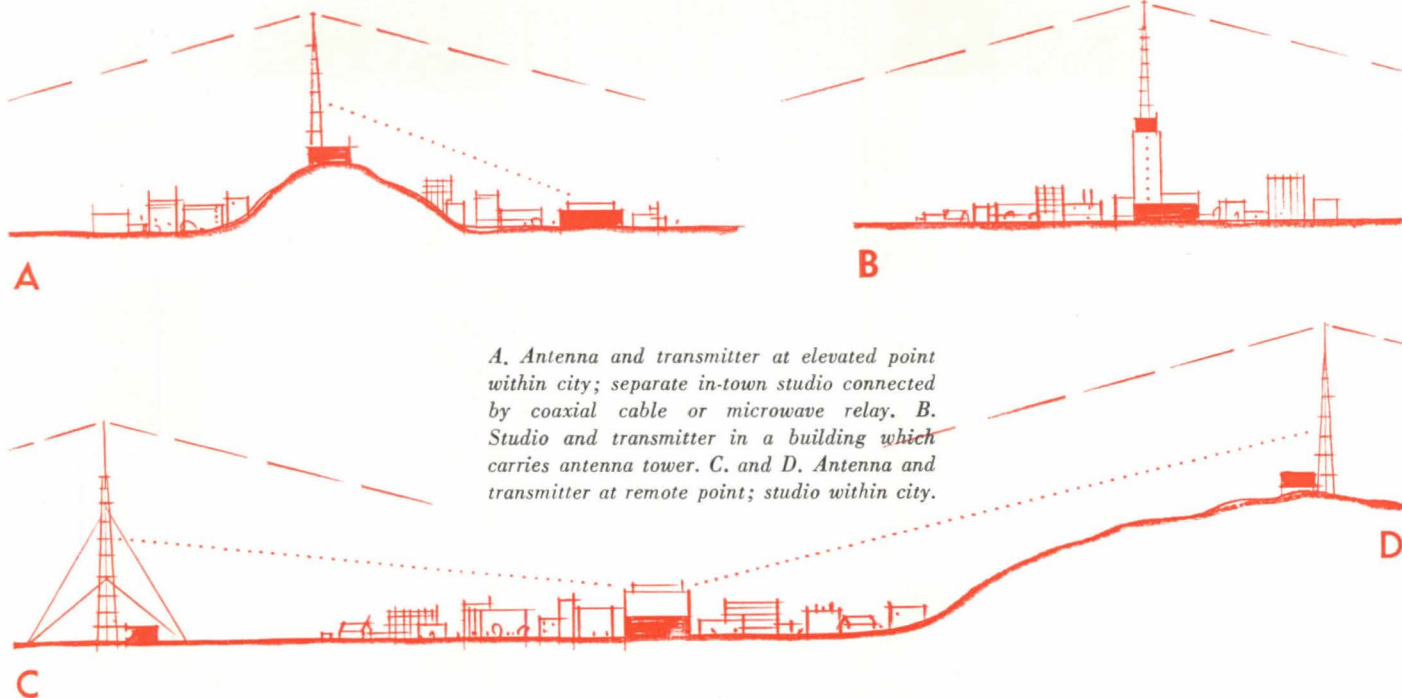 A
B
A. Antenna and transmitter at elevated point
within city; separate in-town studio connected
by coaxial cable or microwave relay. B.
Studio and transmitter in a building which
carries antenna tower. C. and D. Antenna and
transmitter at remote point; studio within city.
D
C